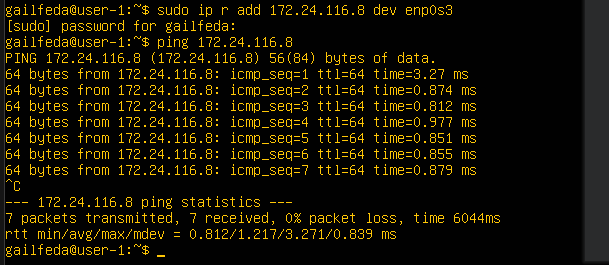 gailfeda@user-1:~$ sudo ip r add 172.24.116.8 dev enp0s3
[sudo] password for gailfeda:
gailfeda@user-1:~$ ping 172.24.116.8
PING 172.24.116.8 (172.24.116.8) 56(84) bytes of data.
64 bytes from 172.24.116.8: icmp_seq=1 ttl=64 time=3.27 ms
64 bytes from 172.24.116.8: icmp_seq=2 ttl=64 time=0.874 ms
64 bytes from 172.24.116.8: icmp_seq=3 ttl=64 time=0.812 ms
64 bytes from 172.24.116.8: icmp_seq=4 ttl=64 time=0.977 ms
64 bytes from 172.24.116.8: icmp_seq=5 ttl=64 time=0.851 ms
64 bytes from 172.24.116.8: icmp_seq=6 ttl=64 time=0.855 ms
64 bytes from 172.24.116.8: icmp_seq=7 ttl=64 time=0.879 ms
^C
--- 172.24.116.8 ping statistics ---
7 packets transmitted, 7 received, 0% packet loss, time 6044ms
rtt min/avg/max/mdev = 0.812/1.217/3.271/0.839 ms
gailfeda@user-1:~$ _